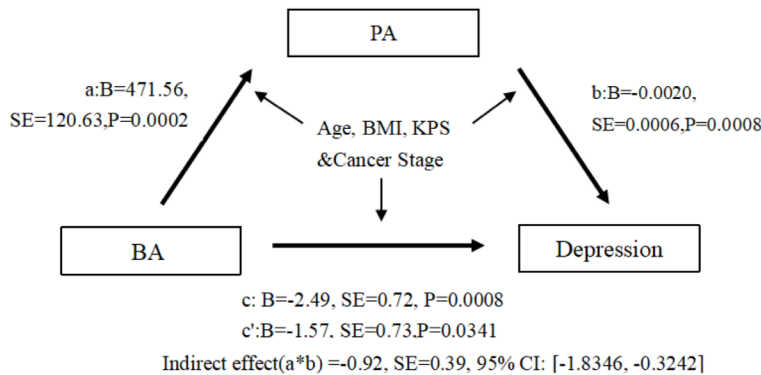 PA
a:B=471.56,
SE=120.63,P=0.0002
b:B=-0.0020,
SE=0.0006,P=0.0008
Age, BMI, KPS
&Cancer Stage
BA
Depression
c: B=-2.49, SE=0.72, P=0.0008
c':B=-1.57, SE=0.73,P=0.0341
Indirect effect(a*b) =-0.92, SE=0.39, 95% CI: [-1.8346, -0.3242]